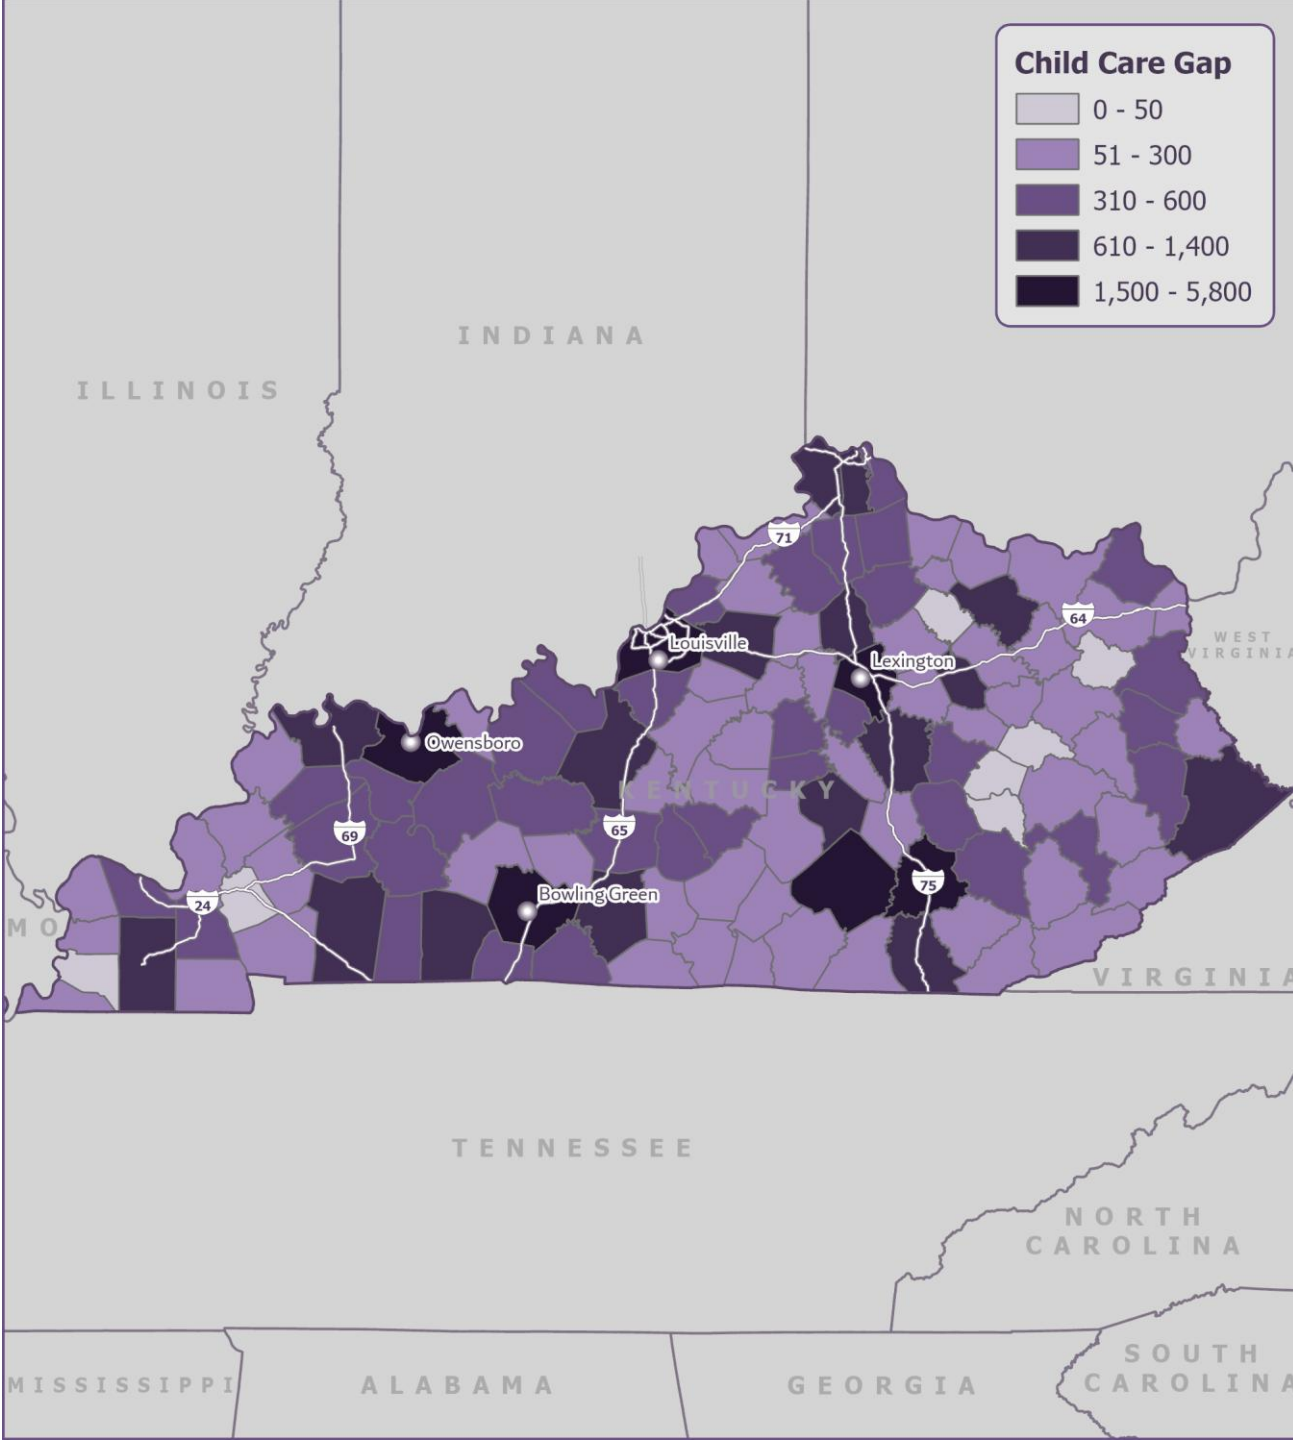 Child Care Gap
0 - 50
51 - 300
310 - 600
610 - 1,400
1,500 - 5,800
INDIANA
ILLINOIS
71
64
WEST
VIRGINIA
Louisville
Lexington
Owensboro
KENTUCKY
69
65
75
Bowling Green
24
MO
VIRGINIA
TENNESSEE
NORTH
CAROLINA
SOUTH
CAROLINA
MISSISSIPPI
ALABAMA
GEORGIA